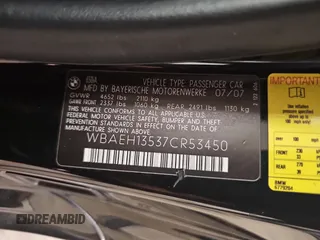 VEHICLE TYPE PASSENGER CAR
MFD BY BAYERISCHE MOTORENWERKE 07/07
GVWR 4652 lbs 2110 kg
GAWR FRONT 2337 lbs 1060 kg REAR 2491 lbs 1130 kg
THIS VEHICLE CONFORMS TO ALL APPLICABLE
U.S. FEDERAL MOTOR VEHICLE SAFETY,
BUMPER AND THEFT PREVENTION
STANDARDS IN EFFECT ON THE DATE OF
MANUFACTURE SHOWN ABOVE.
WBAEH13537CR53450
IMPORTANT
BMW
DREAMBID